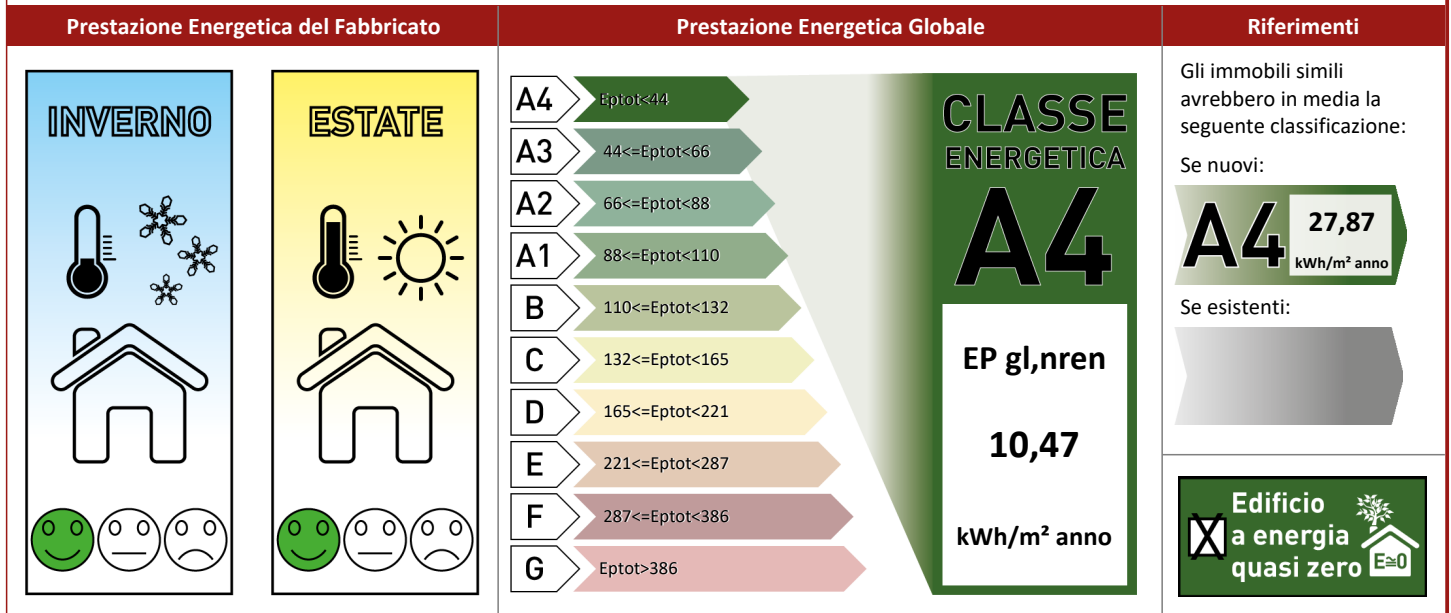 Prestazione Energetica del Fabbricato
Prestazione Energetica Globale
Riferimenti
INVERNO
ESTATE
A4
Eptot<44
A3
44<=Eptot<66
A2
66<=Eptot<88
A1
88<=Eptot<110
B
110<=Eptot<132
C
132<=Eptot<165
D
165<=Eptot<221
E
221<=Eptot<287
F
287<=Eptot<386
G
Eptot>386
CLASSE
ENERGETICA
A4
EP gl,nren
10,47
kWh/m² anno
Gli immobili simili
avrebbero in media la
seguente classificazione:
Se nuovi:
A4
27,87
kWh/m² anno
Se esistenti:
X
Edificio
a energia
quasi zero
E≅0